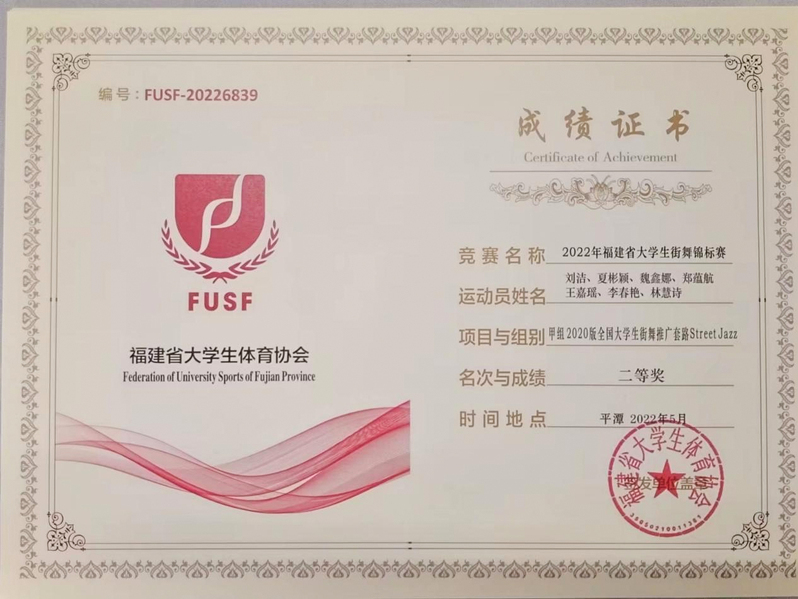 编号：FUSF-20226839
FUSF
福建省大学生体育协会
Federation of University Sports of Fujian Province
成绩证书
Certificate of Achievement
竞赛名称 2022年福建省大学生街舞锦标赛
运动员姓名 刘洁、夏彬颖、魏鑫娜、郑蕴航
王嘉瑶、李春艳、林慧诗
项目与组别 甲组2020版全国大学生街舞推广套路Street Jazz
名次与成绩 二等奖
时间地点 平潭 2022年5月
福建省大学生体育协会
发单位盖章